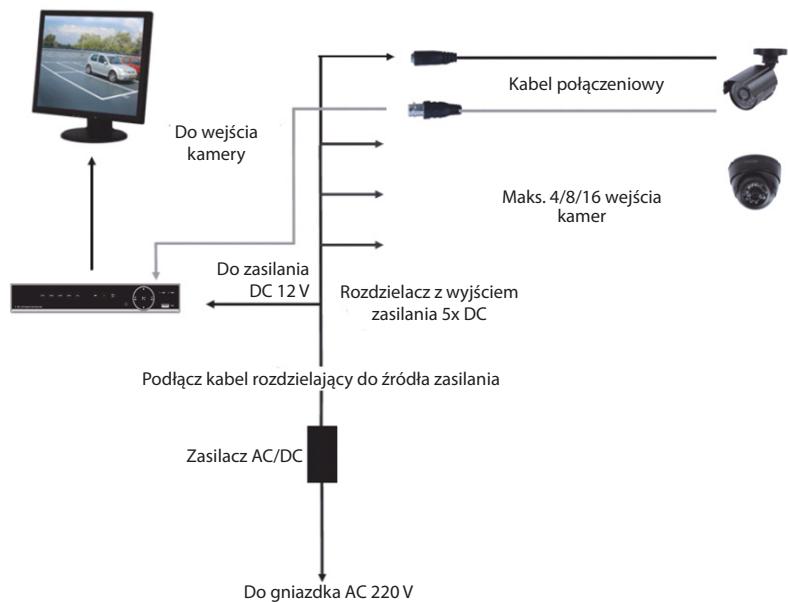 Kabel połączeniowy
Do wejścia
kamery
Maks. 4/8/16 wejścia
kamer
Do zasilania
DC 12 V
Rozdzielacz z wyjściem
zasilania 5x DC
Podłącz kabel rozdzielający do źródła zasilania
Zasilacz AC/DC
Do gniazdka AC 220 V